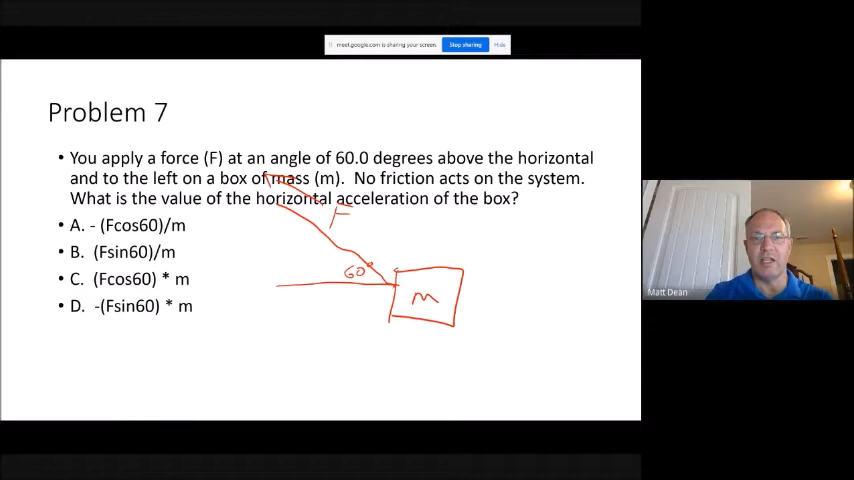 meet.google.com is sharing your screen. Stop sharing Hide
Problem 7
• You apply a force (F) at an angle of 60.0 degrees above the horizontal
and to the left on a box of mass (m). No friction acts on the system.
What is the value of the horizontal acceleration of the box?
• A. - (Fcos60)/m
• B. (Fsin60)/m
• C. (Fcos60) * m
• D. -(Fsin60) * m
F
60°
m
Matt Dean